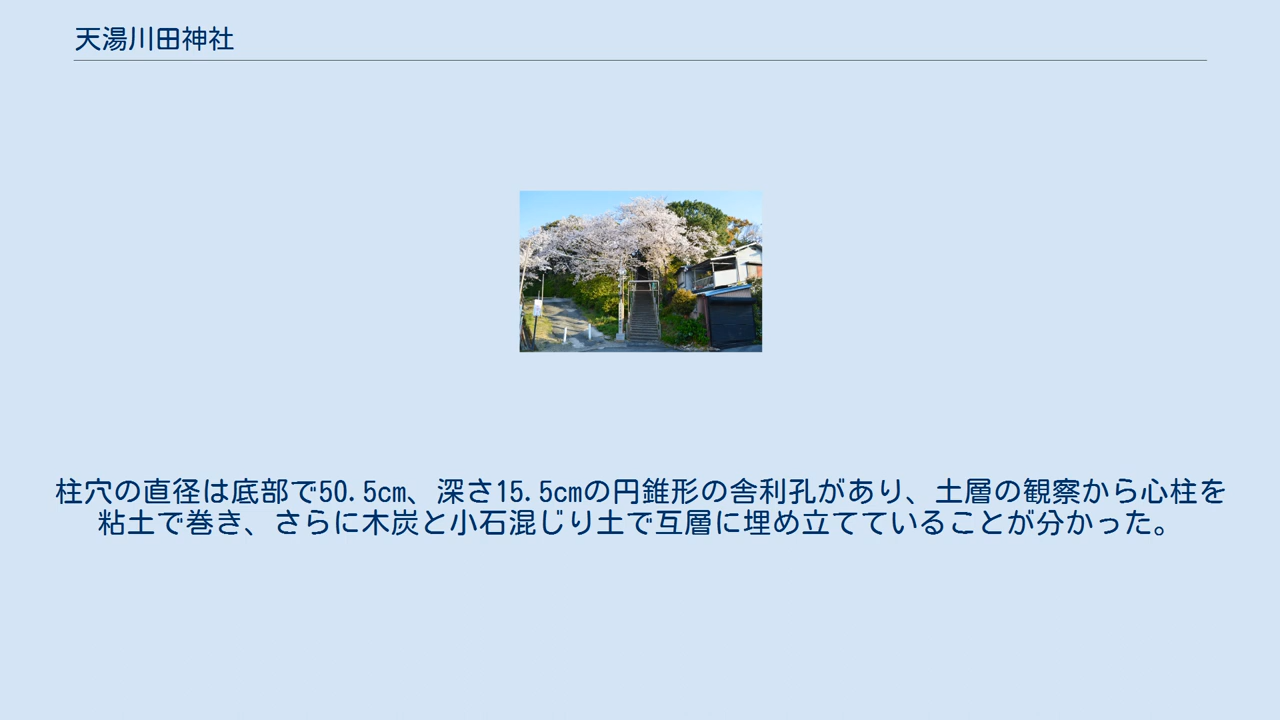 天湯川田神社
柱穴の直径は底部で50.5cm、深さ15.5cmの円錐形の舎利孔があり、土層の観察から心柱を
粘土で巻き、さらに木炭と小石混じり土で互層に埋め立てていることが分かった。